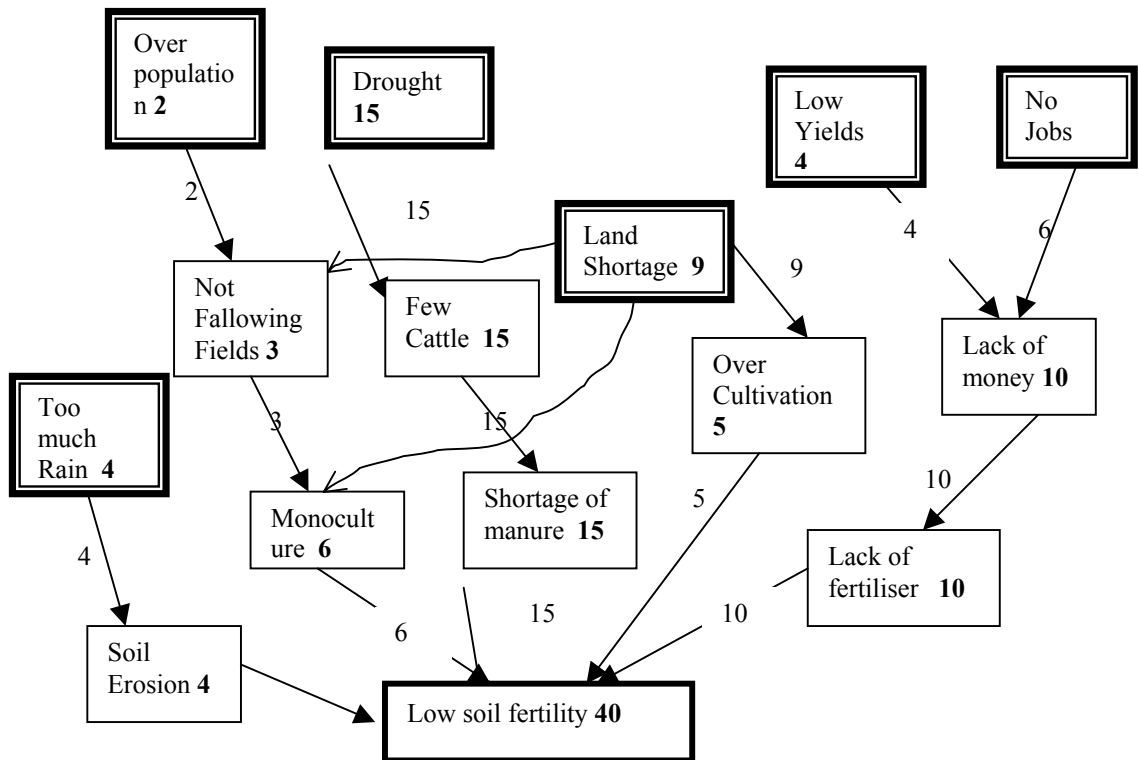 Over
populatio
n 2
Drought
15
Low
Yields
4
No
Jobs
2
15
4
6
Land
Shortage 9
9
Not
Fallowing
Fields 3
Few
Cattle 15
Over
Cultivation
5
Lack of
money 10
Too
much
Rain 4
3
15
10
Monocult
ure 6
Shortage of
manure 15
5
Lack of
fertiliser 10
4
6
15
10
Soil
Erosion 4
Low soil fertility 40